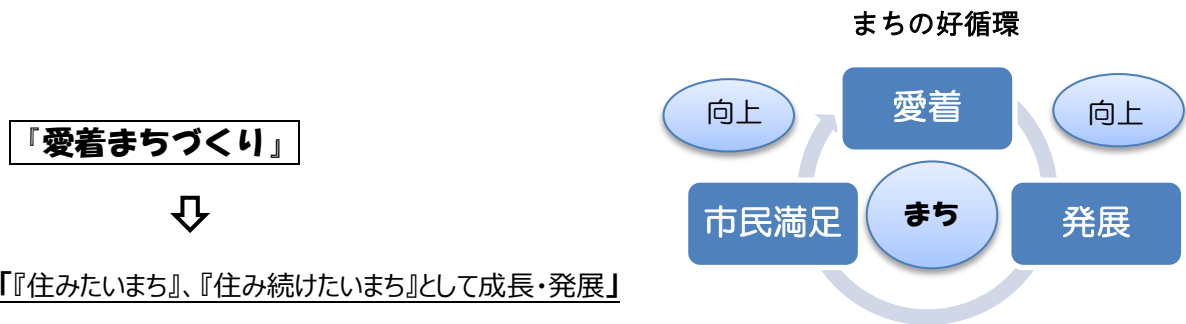 『愛着まちづくり』
「『住みたいまち』、『住み続けたいまち』として成長・発展」
まちの好循環
向上
愛着
向上
市民満足
まち
発展